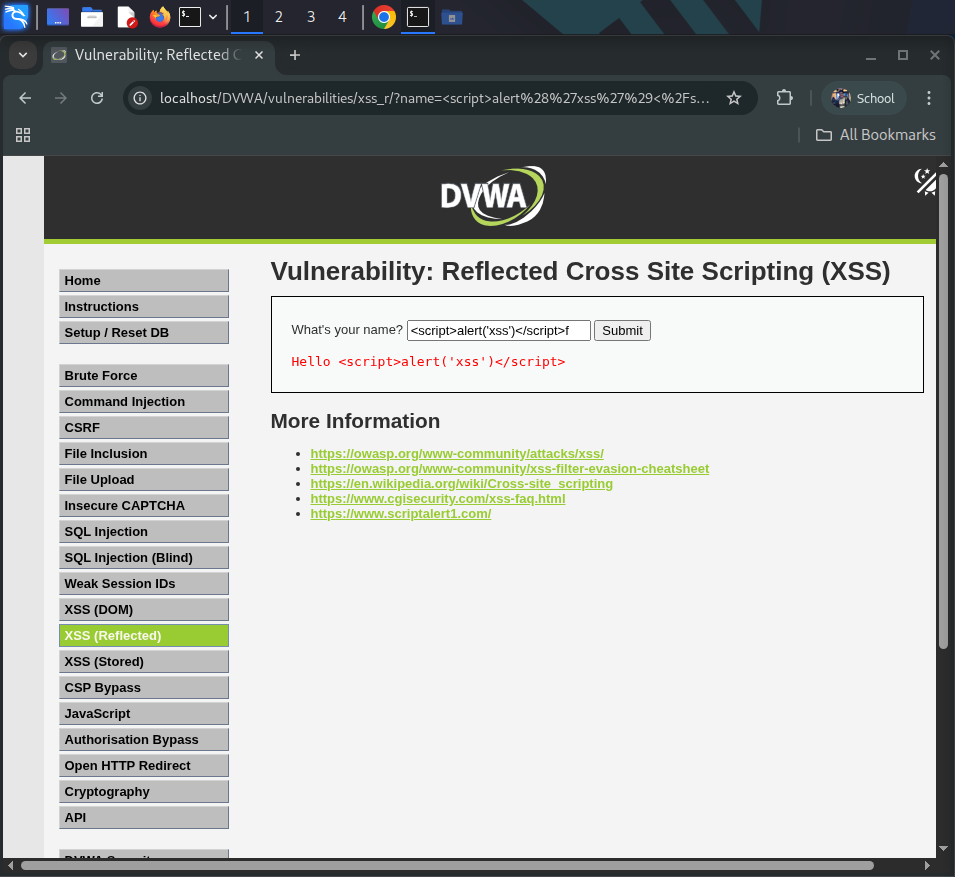 1 2 3 4
Vulnerability: Reflected C
localhost/DVWA/vulnerabilities/xss_r/?name=<script>alert%28%27xss%27%29<%2Fs...
School
All Bookmarks
DVWA
Home
Instructions
Setup / Reset DB
Brute Force
Command Injection
CSRF
File Inclusion
File Upload
Insecure CAPTCHA
SQL Injection
SQL Injection (Blind)
Weak Session IDs
XSS (DOM)
XSS (Reflected)
XSS (Stored)
CSP Bypass
JavaScript
Authorisation Bypass
Open HTTP Redirect
Cryptography
API
DVWA Security
Vulnerability: Reflected Cross Site Scripting (XSS)
What's your name? <script>alert('xss')</script>f Submit
Hello <script>alert('xss')</script>
More Information
https://owasp.org/www-community/attacks/xss/
https://owasp.org/www-community/xss-filter-evasion-cheatsheet
https://en.wikipedia.org/wiki/Cross-site_scripting
https://www.cgisecurity.com/xss-faq.html
https://www.scriptalert1.com/